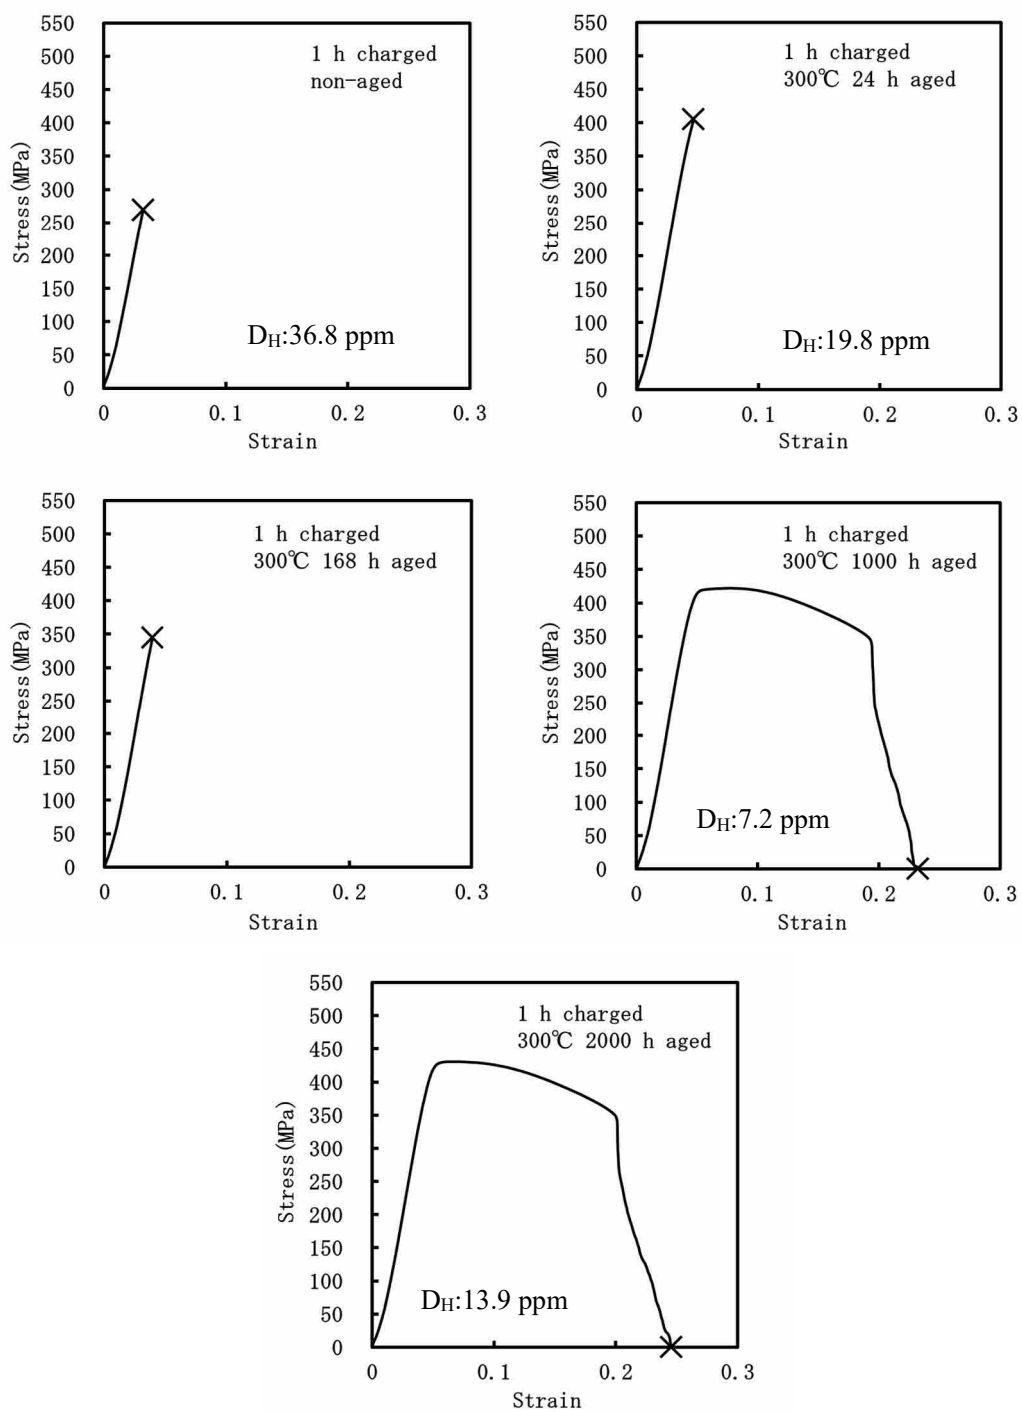 550
500
450
400
350
300
250
200
150
100
50
0
Stress(MPa)
1 h charged
non-aged
D_H:36.8 ppm
0 0.1 0.2 0.3
Strain
550
500
450
400
350
300
250
200
150
100
50
0
Stress(MPa)
1 h charged
300℃ 24 h aged
D_H:19.8 ppm
0 0.1 0.2 0.3
Strain
550
500
450
400
350
300
250
200
150
100
50
0
Stress(MPa)
1 h charged
300℃ 168 h aged
0 0.1 0.2 0.3
Strain
550
500
450
400
350
300
250
200
150
100
50
0
Stress(MPa)
1 h charged
300℃ 1000 h aged
D_H:7.2 ppm
0 0.1 0.2 0.3
Strain
550
500
450
400
350
300
250
200
150
100
50
0
Stress(MPa)
1 h charged
300℃ 2000 h aged
D_H:13.9 ppm
0 0.1 0.2 0.3
Strain